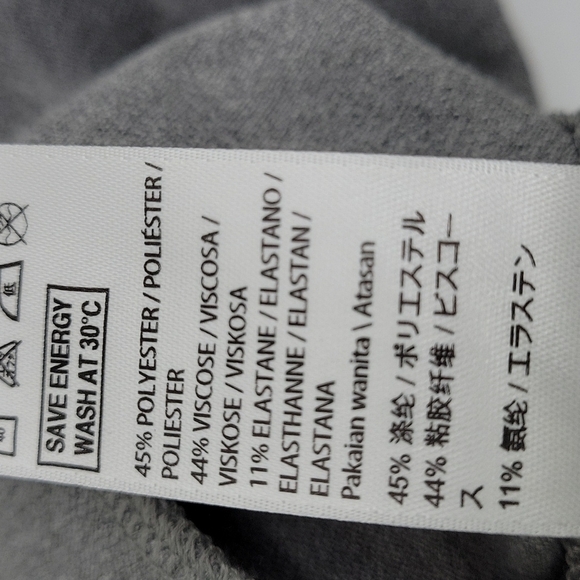 40
低
SAVE ENERGY
WASH AT 30°C
45% POLYESTER / POLIÉSTER /
POLIESTER
44% VISCOSE / VISCOSA /
VISKOSE / VISKOSA
11% ELASTANE / ELASTANO /
ELASTHANNE / ELASTAN /
ELASTANA
Pakaian wanita \ Atasan
45% 涤纶 / ポリエステル
44% 粘胶纤维 / ビスコー
ス
11% 氨纶 / エラステン